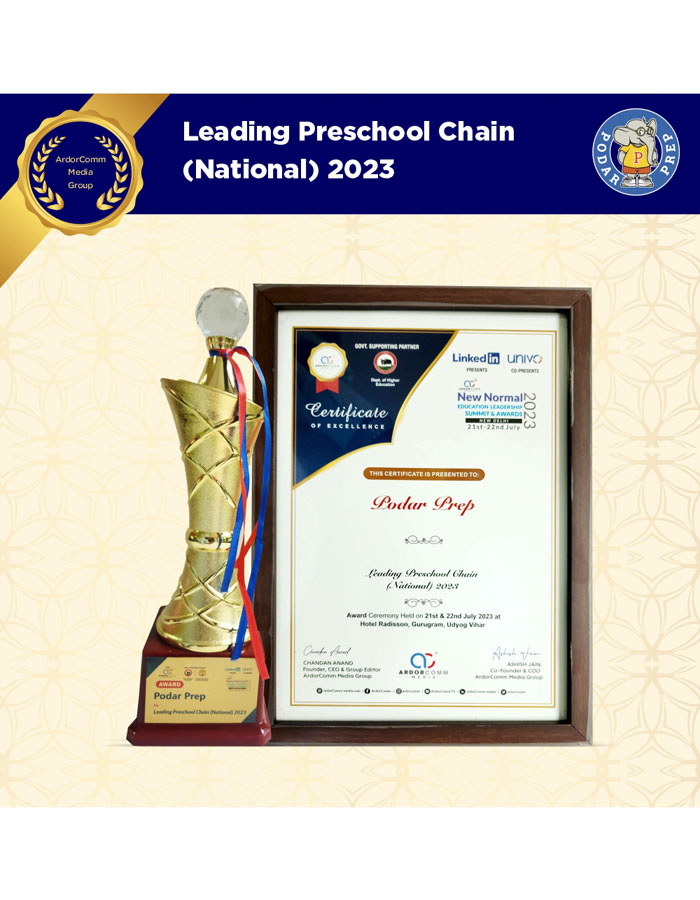 Leading Preschool Chain
(National) 2023
ArdorComm
Media
Group
PODAR PREP
P
GOVT. SUPPORTING PARTNER
Dept. of Higher
Education
Certificate
OF EXCELLENCE
Linked in
PRESENTS
UNIVO
CO-PRESENTS
New Normal
EDUCATION LEADERSHIP
SUMMIT & AWARDS
NEW DELHI
21st-22nd July
2023
THIS CERTIFICATE IS PRESENTED TO:
Podar Prep
Leading Preschool Chain
(National) 2023
Award Ceremony Held on 21st & 22nd July 2023 at
Hotel Radisson, Gurugram, Udyog Vihar
Chandan Anand
CHANDAN ANAND
Founder, CEO & Group Editor
ArdorComm Media Group
ARDORCOMM
MEDIA
Ashish Jain
ASHISH JAIN
Co-Founder & COO
ArdorComm Media Group
AWARD
Podar Prep
Leading Preschool Chain (National) 2023